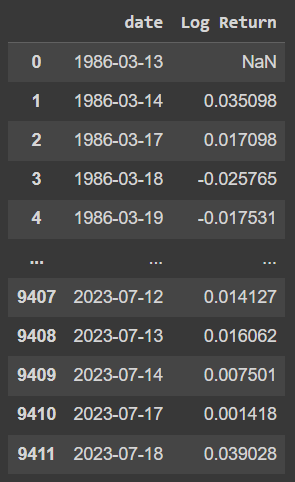 date Log Return
0 1986-03-13 NaN
1 1986-03-14 0.035098
2 1986-03-17 0.017098
3 1986-03-18 -0.025765
4 1986-03-19 -0.017531
... ... ...
9407 2023-07-12 0.014127
9408 2023-07-13 0.016062
9409 2023-07-14 0.007501
9410 2023-07-17 0.001418
9411 2023-07-18 0.039028